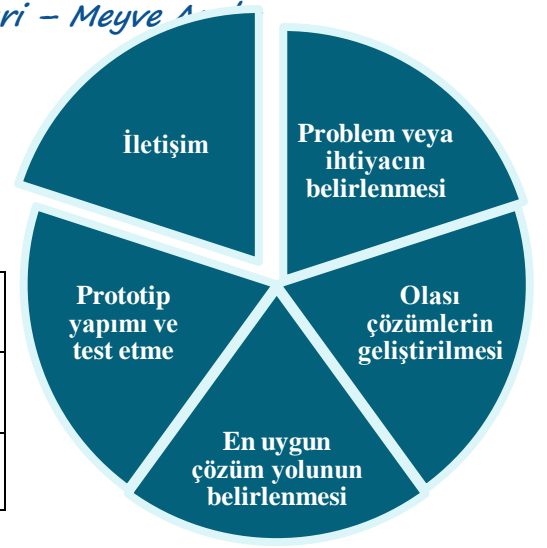 ri – Meyve
İletişim
Problem veya
ihtiyacın
belirlenmesi
Olası
çözümlerin
geliştirilmesi
En uygun
çözüm yolunun
belirlenmesi
Prototip
yapımı ve
test etme